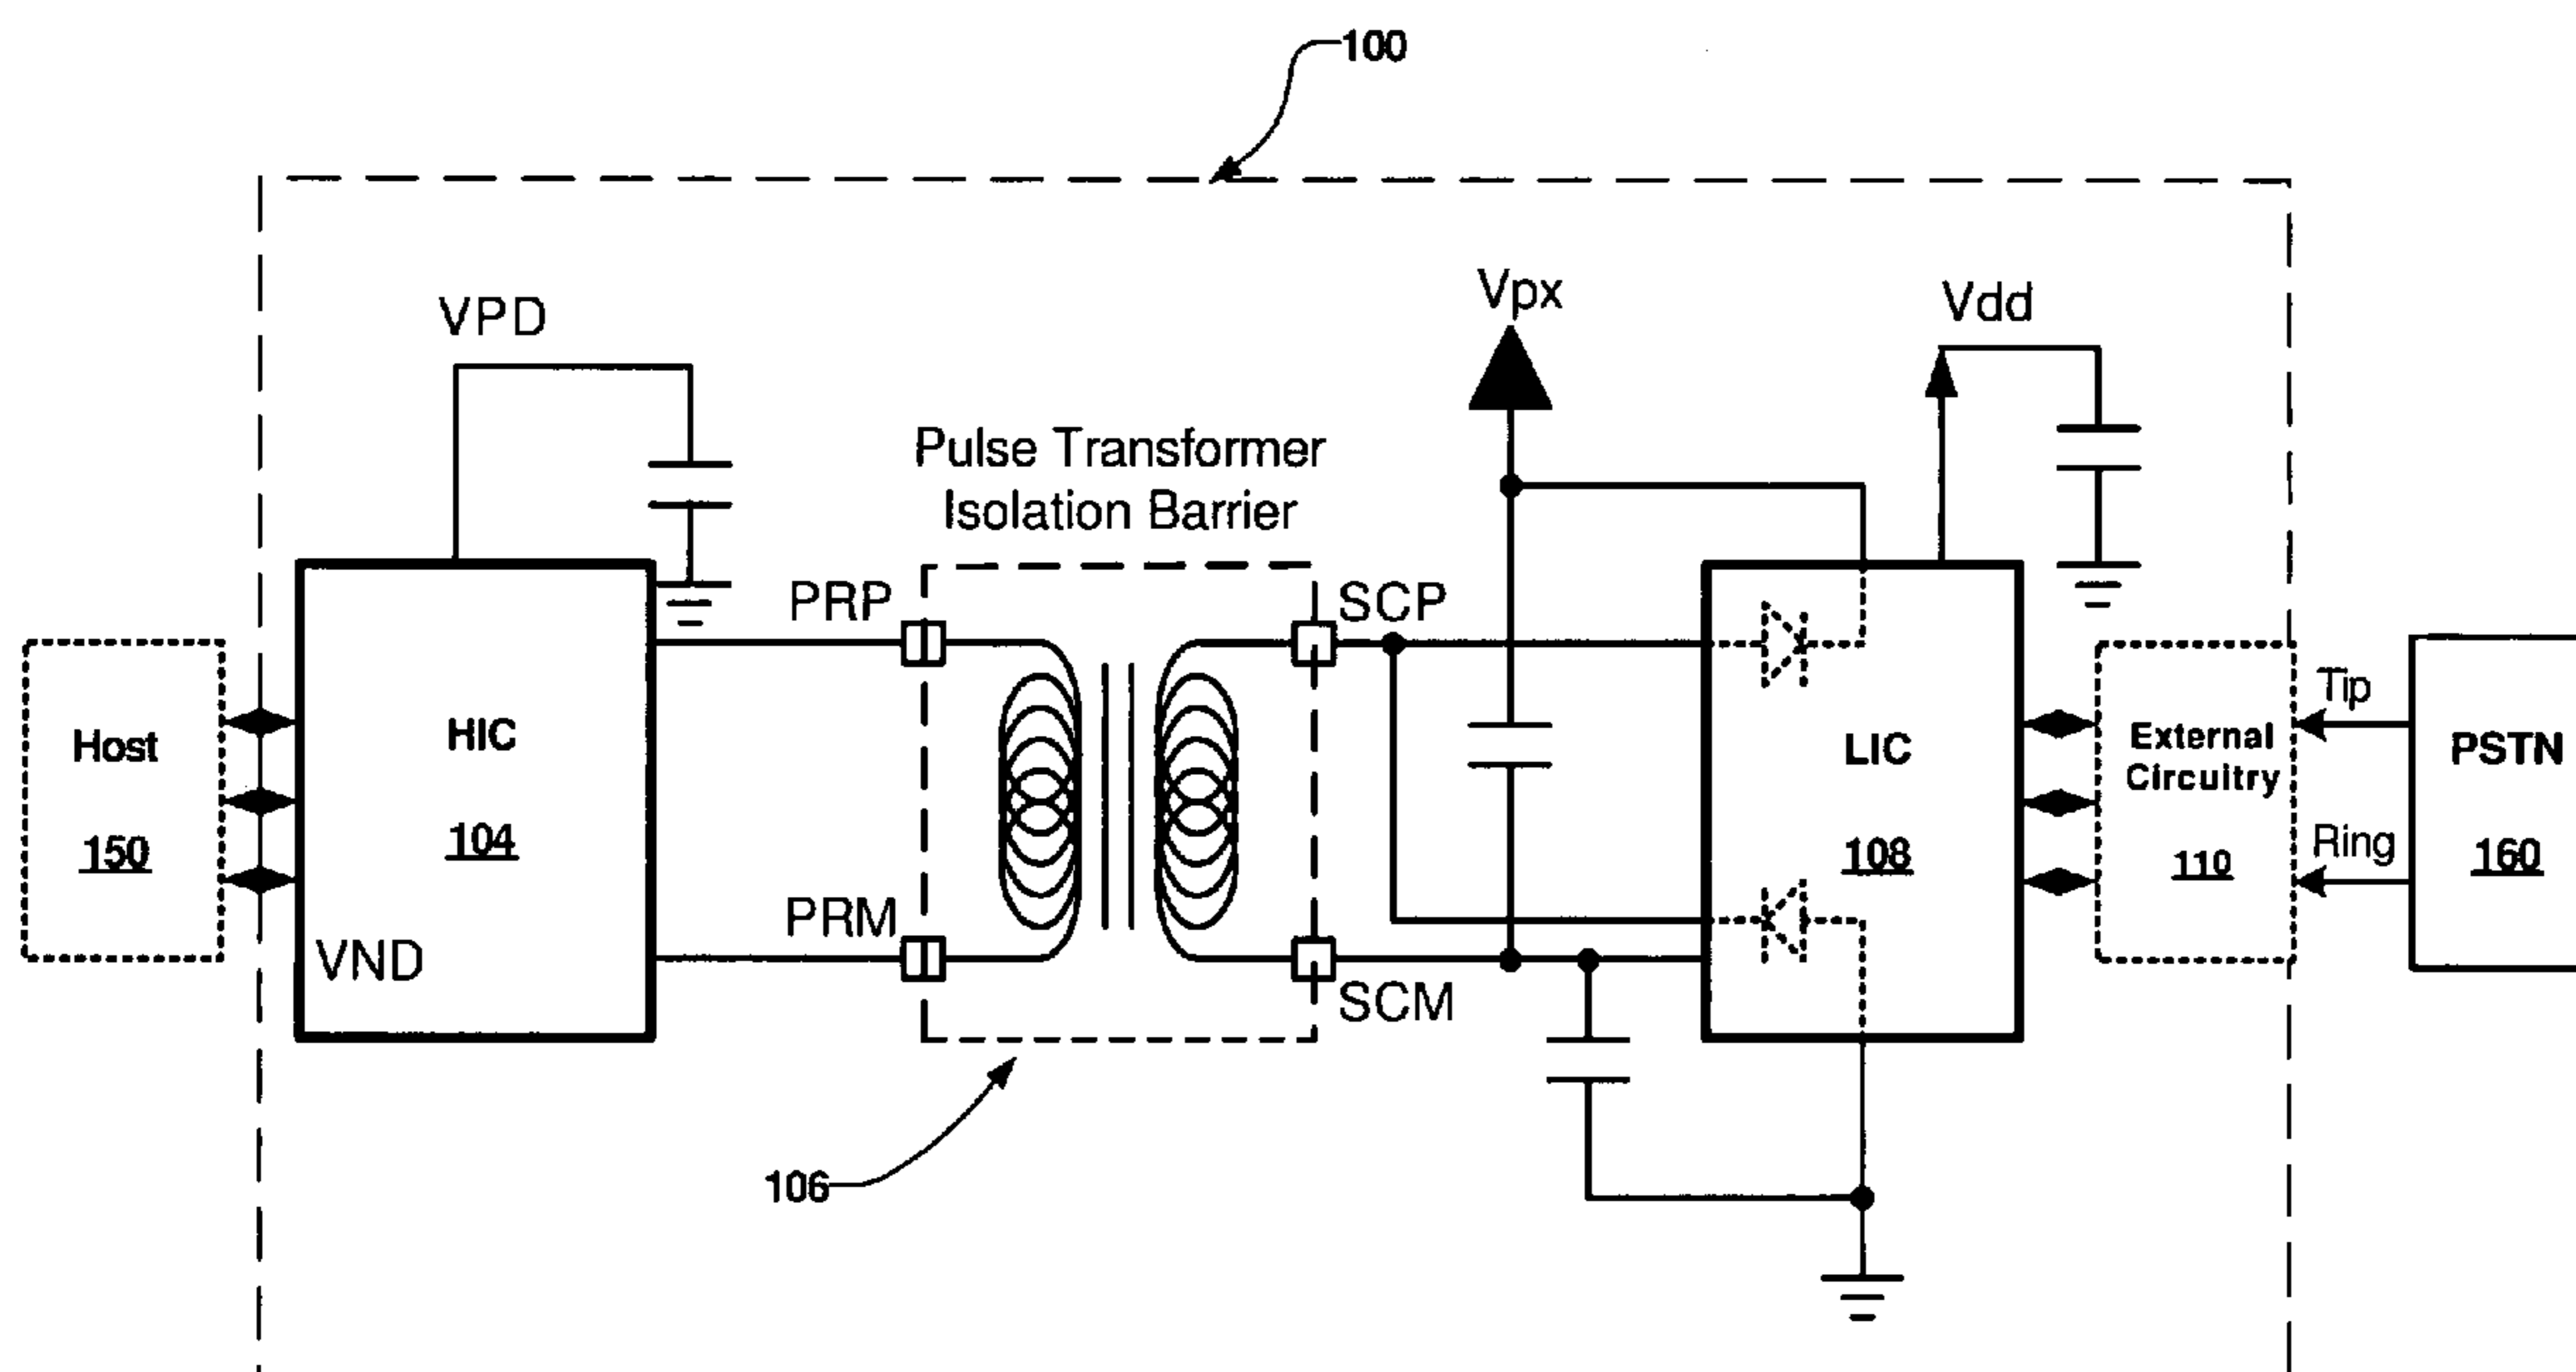 100
VPD
Vpx
Vdd
Pulse Transformer
Isolation Barrier
PRP
SCP
Host
150
HIC
104
VND
PRM
SCM
LIC
108
External
Circuitry
110
Tip
Ring
PSTN
160
106